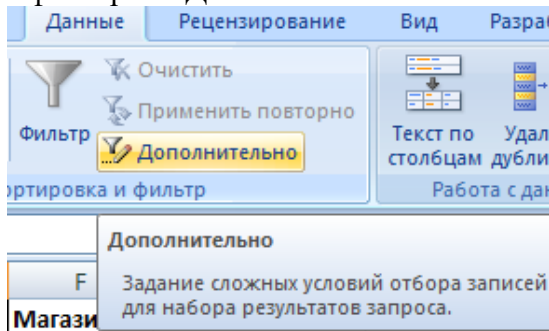 Данные Рецензирование Вид
Очистить
Применить повторно
Фильтр
Дополнительно
Текст по столбцам
и фильтр
Работа с
Дополнительно
F
Задание сложных условий отбора записей
для набора результатов запроса.